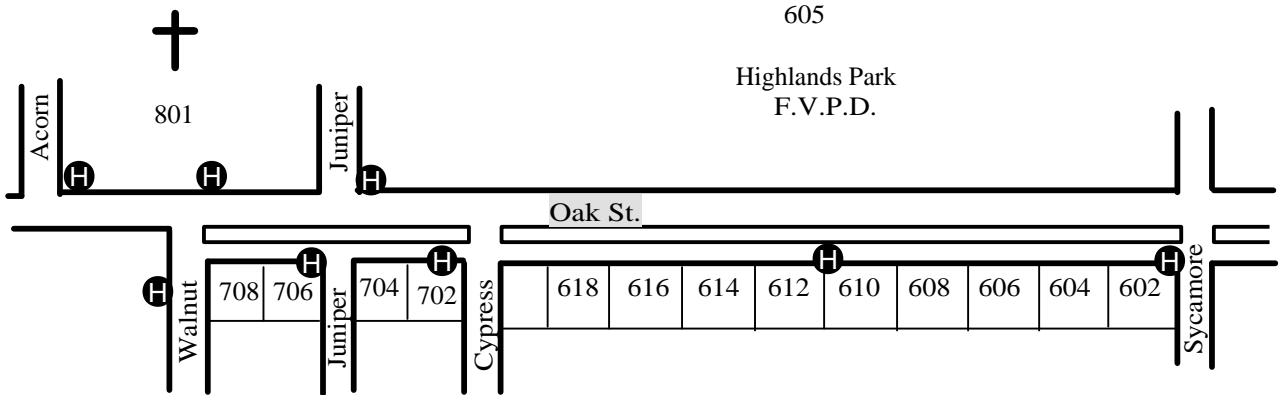 605
Highlands Park
F.V.P.D.
801
Acorn
Juniper
H
H
H
Oak St.
H
H
H
H
H
708
706
704
702
618
616
614
612
610
608
606
604
602
Walnut
Juniper
Cypress
Sycamore